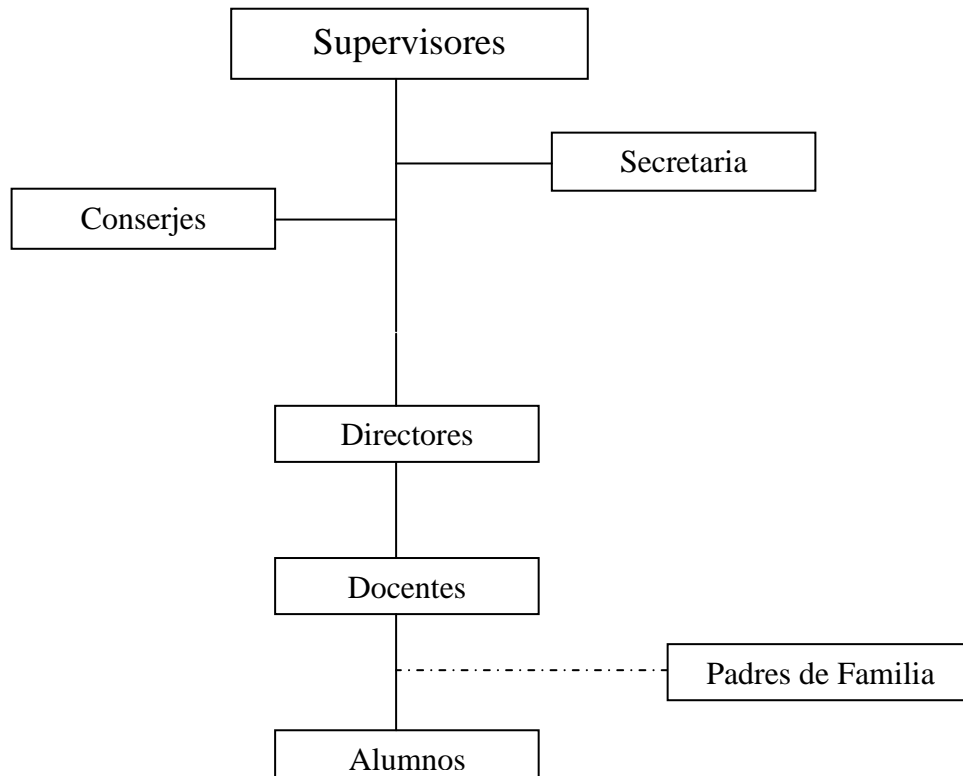 Supervisores
Secretaria
Conserjes
Directores
Docentes
Padres de Familia
Alumnos